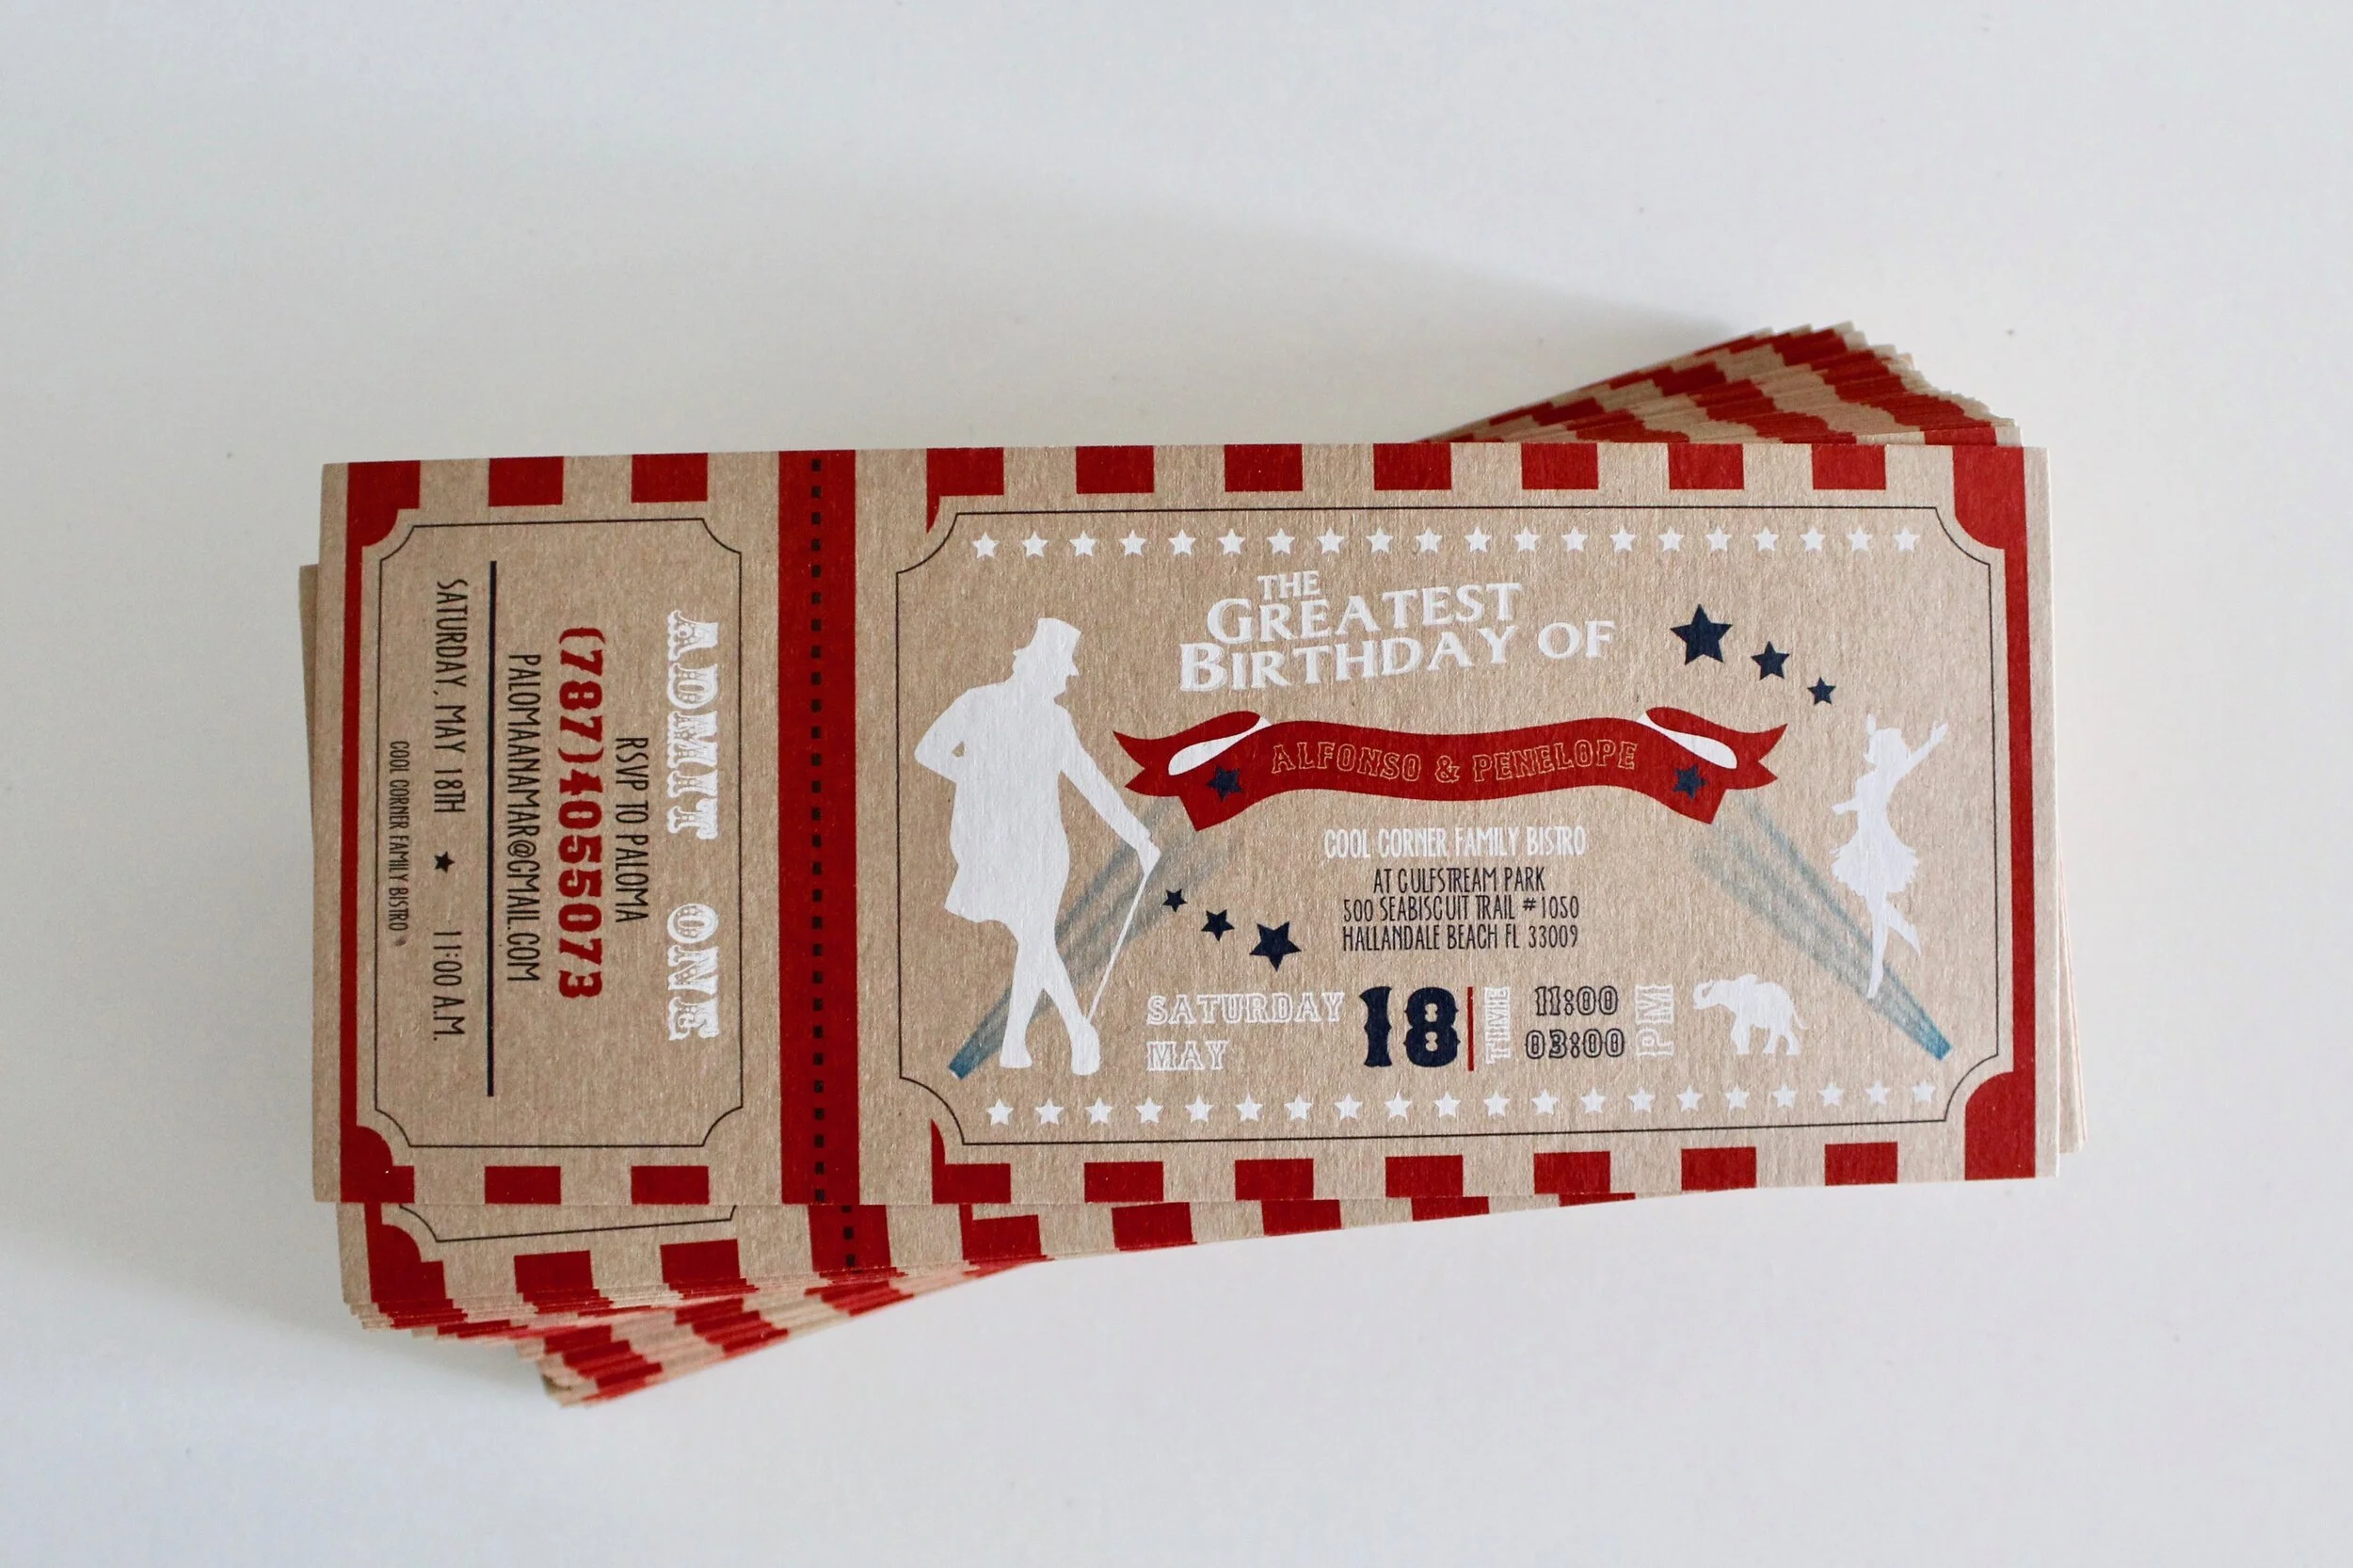 ADMIT ONE
RSVP TO PALOMA
(787)4055073
PALOMAANAMAR@GMAIL.COM
SATURDAY, MAY 18TH ★ 11:00 A.M.
COOL CORNER FAMILY BISTRO
THE
GREATEST
BIRTHDAY OF
ALFONSO & PENELOPE
COOL CORNER FAMILY BISTRO
AT GULFSTREAM PARK
500 SEABISCUIT TRAIL #1050
HALLANDALE BEACH FL 33009
SATURDAY
MAY
18
TIME
11:00
03:00
PM